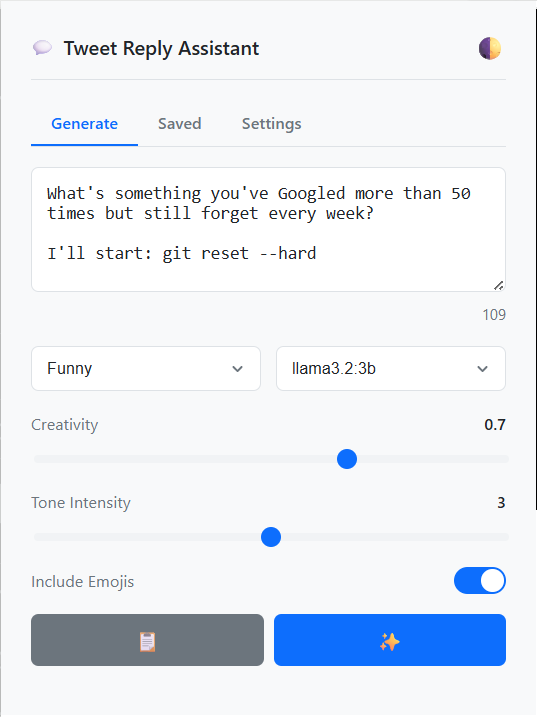 Tweet Reply Assistant
Generate Saved Settings
What's something you've Googled more than 50
times but still forget every week?
I'll start: git reset --hard
109
Funny llama3.2:3b
Creativity 0.7
Tone Intensity 3
Include Emojis